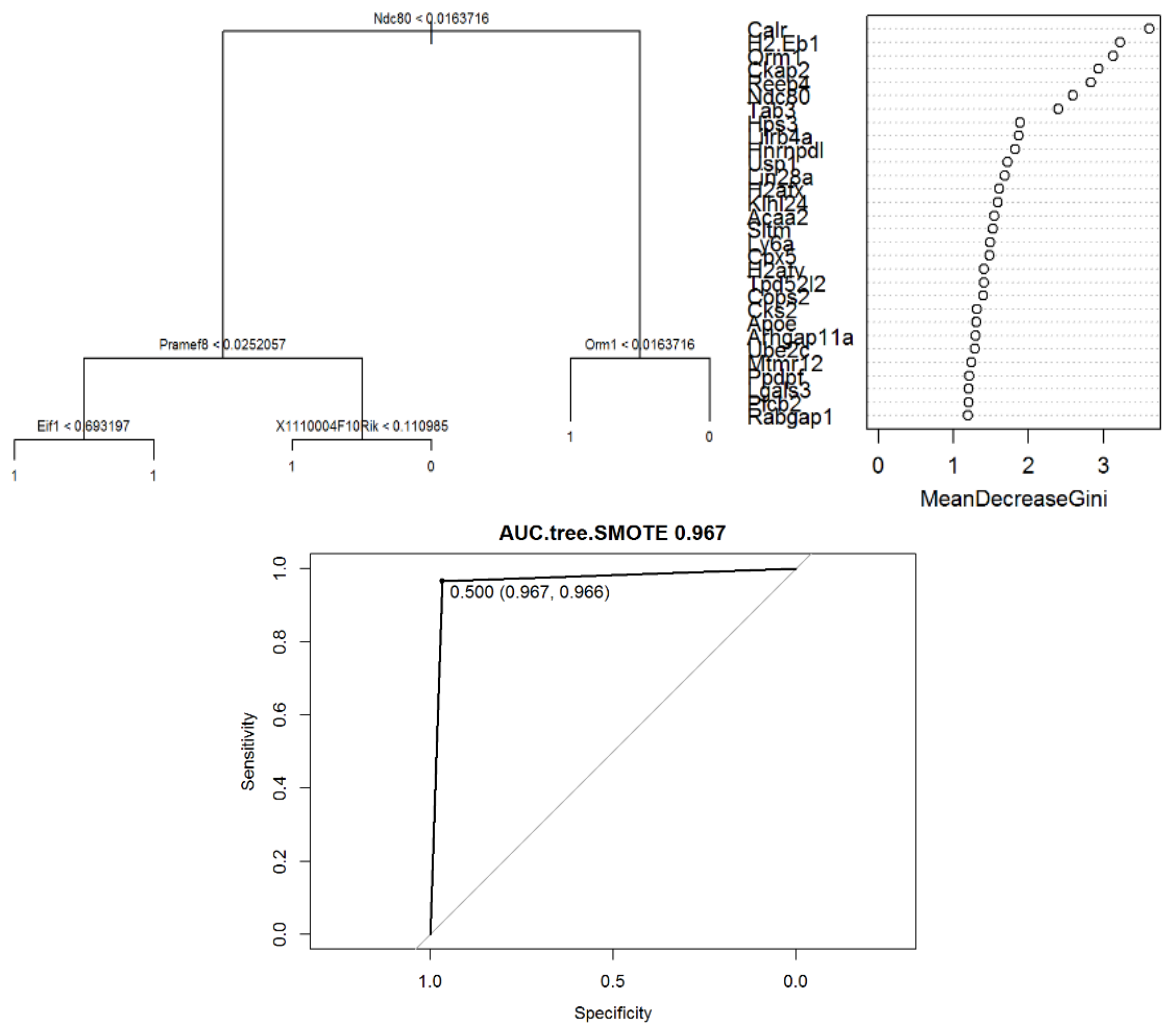 Ndc80 < 0.0163716
Pramef8 < 0.0252057
Orm1 < 0.0163716
Eif1 < 0.693197
X1110004F10Rik < 0.110985
1
0
1
1
1
0
Calr
H2.Eb1
Orm1
Ckap2
Reep4
Ndc80
Tab3
Hps3
Lilrb4a
Hnrnpdl
Usp1
Lin28a
H2afx
Klhl24
Acaa2
Sltm
Ly6a
Cbx5
H2afv
Tpd52l2
Cops2
Cks2
Apoe
Arhgap11a
Ube2c
Mtmr12
Ppdpf
Lgals3
Plcb2
Rabgap1
0 1 2 3
MeanDecreaseGini
AUC.tree.SMOTE 0.967
0.500 (0.967, 0.966)
Sensitivity
1.0
0.8
0.6
0.4
0.2
0.0
1.0 0.5 0.0
Specificity